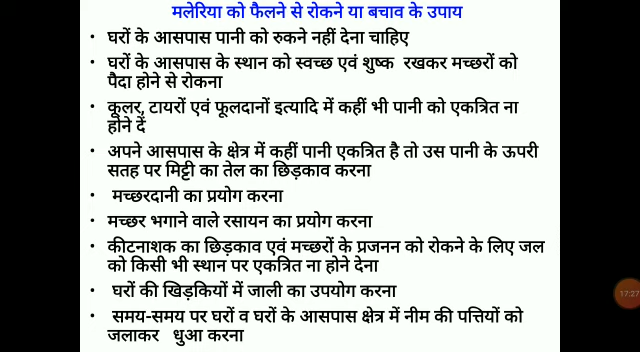 मलेरिया को फैलने से रोकने या बचाव के उपाय
• घरों के आसपास पानी को रुकने नहीं देना चाहिए
• घरों के आसपास के स्थान को स्वच्छ एवं शुष्क रखकर मच्छरों को
पैदा होने से रोकना
• कूलर, टायरों एवं फूलदानों इत्यादि में कहीं भी पानी को एकत्रित ना
होने दें
• अपने आसपास के क्षेत्र में कहीं पानी एकत्रित है तो उस पानी के ऊपरी
सतह पर मिट्टी का तेल का छिड़काव करना
• मच्छरदानी का प्रयोग करना
• मच्छर भगाने वाले रसायन का प्रयोग करना
• कीटनाशक का छिड़काव एवं मच्छरों के प्रजनन को रोकने के लिए जल
को किसी भी स्थान पर एकत्रित ना होने देना
• घरों की खिड़कियों में जाली का उपयोग करना
• समय-समय पर घरों व घरों के आसपास क्षेत्र में नीम की पत्तियों को
जलाकर धुआ करना
17:27